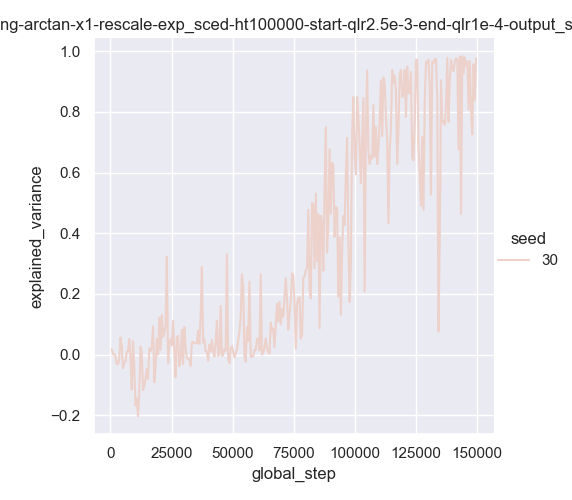 ng-arctan-x1-rescale-exp_sced-ht100000-start-qlr2.5e-3-end-qlr1e-4-output_s
1.0
0.8
0.6
0.4
0.2
0.0
−0.2
explained_variance
seed
30
0 25000 50000 75000 100000 125000 150000
global_step